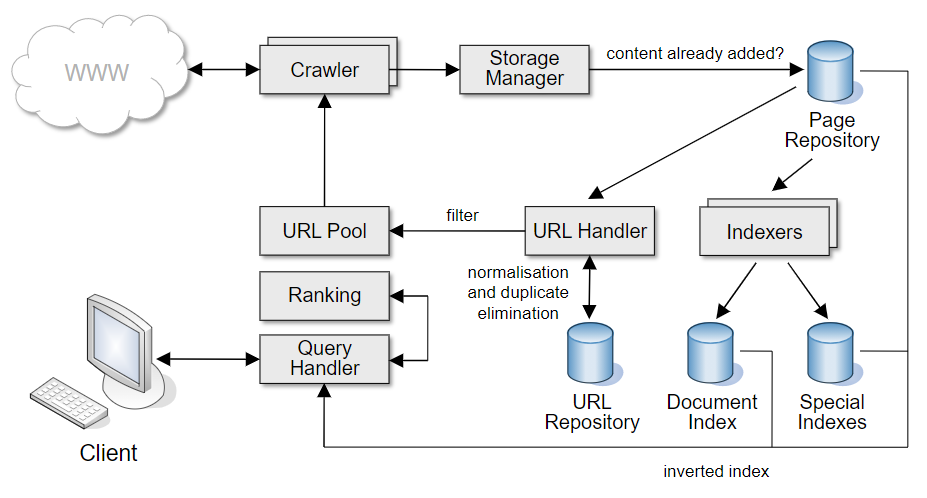 WWW
Crawler
Storage
Manager
content already added?
Page
Repository
URL Pool
filter
URL Handler
Indexers
normalisation
and duplicate
elimination
Ranking
Query
Handler
Client
URL
Repository
Document
Index
Special
Indexes
inverted index